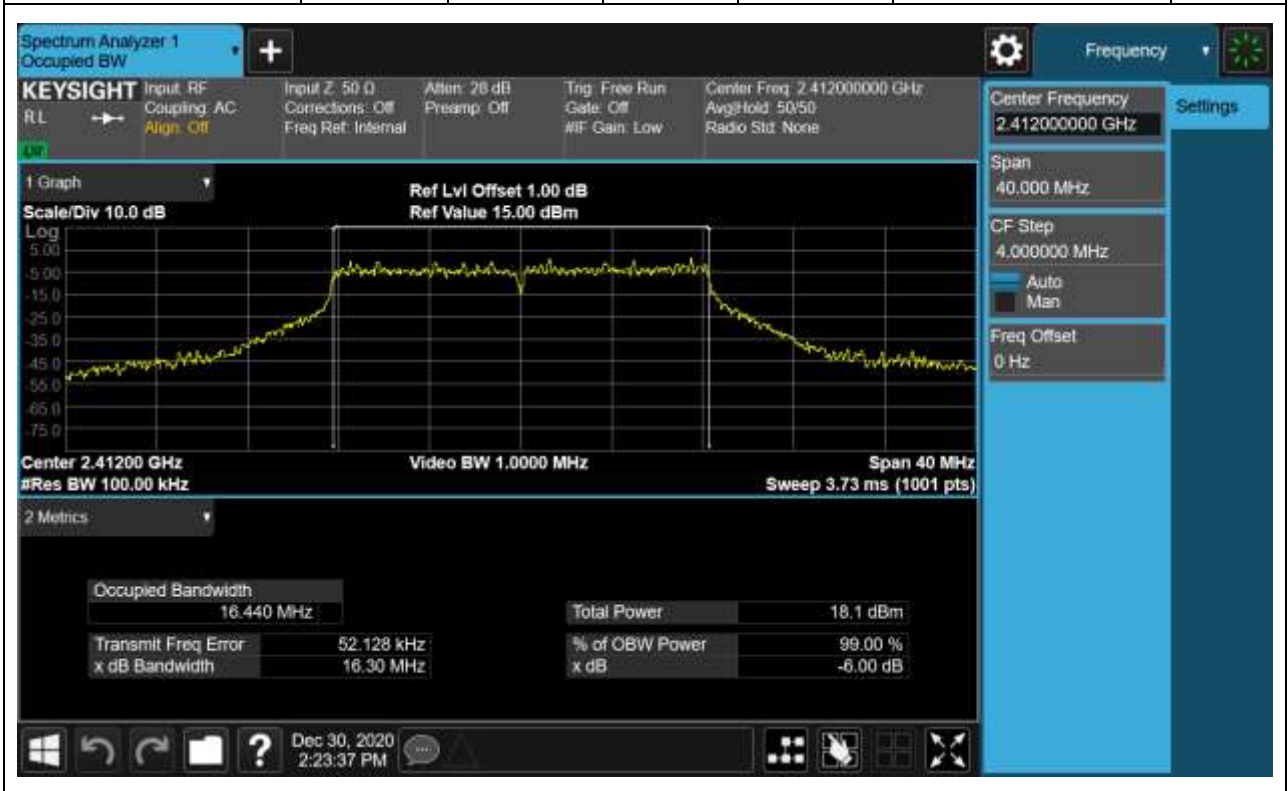 Spectrum Analyzer 1
Occupied BW
+
Frequency
KEYSIGHT
Input: RF
Coupling: AC
Align: Off
Input Z: 50 Ω
Corrections: Off
Freq Ref: Internal
Atten: 28 dB
Preamp: Off
Trig: Free Run
Gate: Off
#IF Gain: Low
Center Freq: 2.412000000 GHz
Avg|Hold: 50/50
Radio Std: None
RL
Center Frequency
2.412000000 GHz
Settings
Span
40.000 MHz
CF Step
4.000000 MHz
Auto
Man
Freq Offset
0 Hz
1 Graph
Scale/Div 10.0 dB
Ref Lvl Offset 1.00 dB
Ref Value 15.00 dBm
Log
5.00
-5.00
-15.0
-25.0
-35.0
-45.0
-55.0
-65.0
-75.0
Center 2.41200 GHz
#Res BW 100.00 kHz
Video BW 1.0000 MHz
Span 40 MHz
Sweep 3.73 ms (1001 pts)
2 Metrics
Occupied Bandwidth
16.440 MHz
Total Power 18.1 dBm
Transmit Freq Error 52.128 kHz
% of OBW Power 99.00 %
x dB Bandwidth 16.30 MHz
x dB -6.00 dB
?
Dec 30, 2020
2:23:37 PM